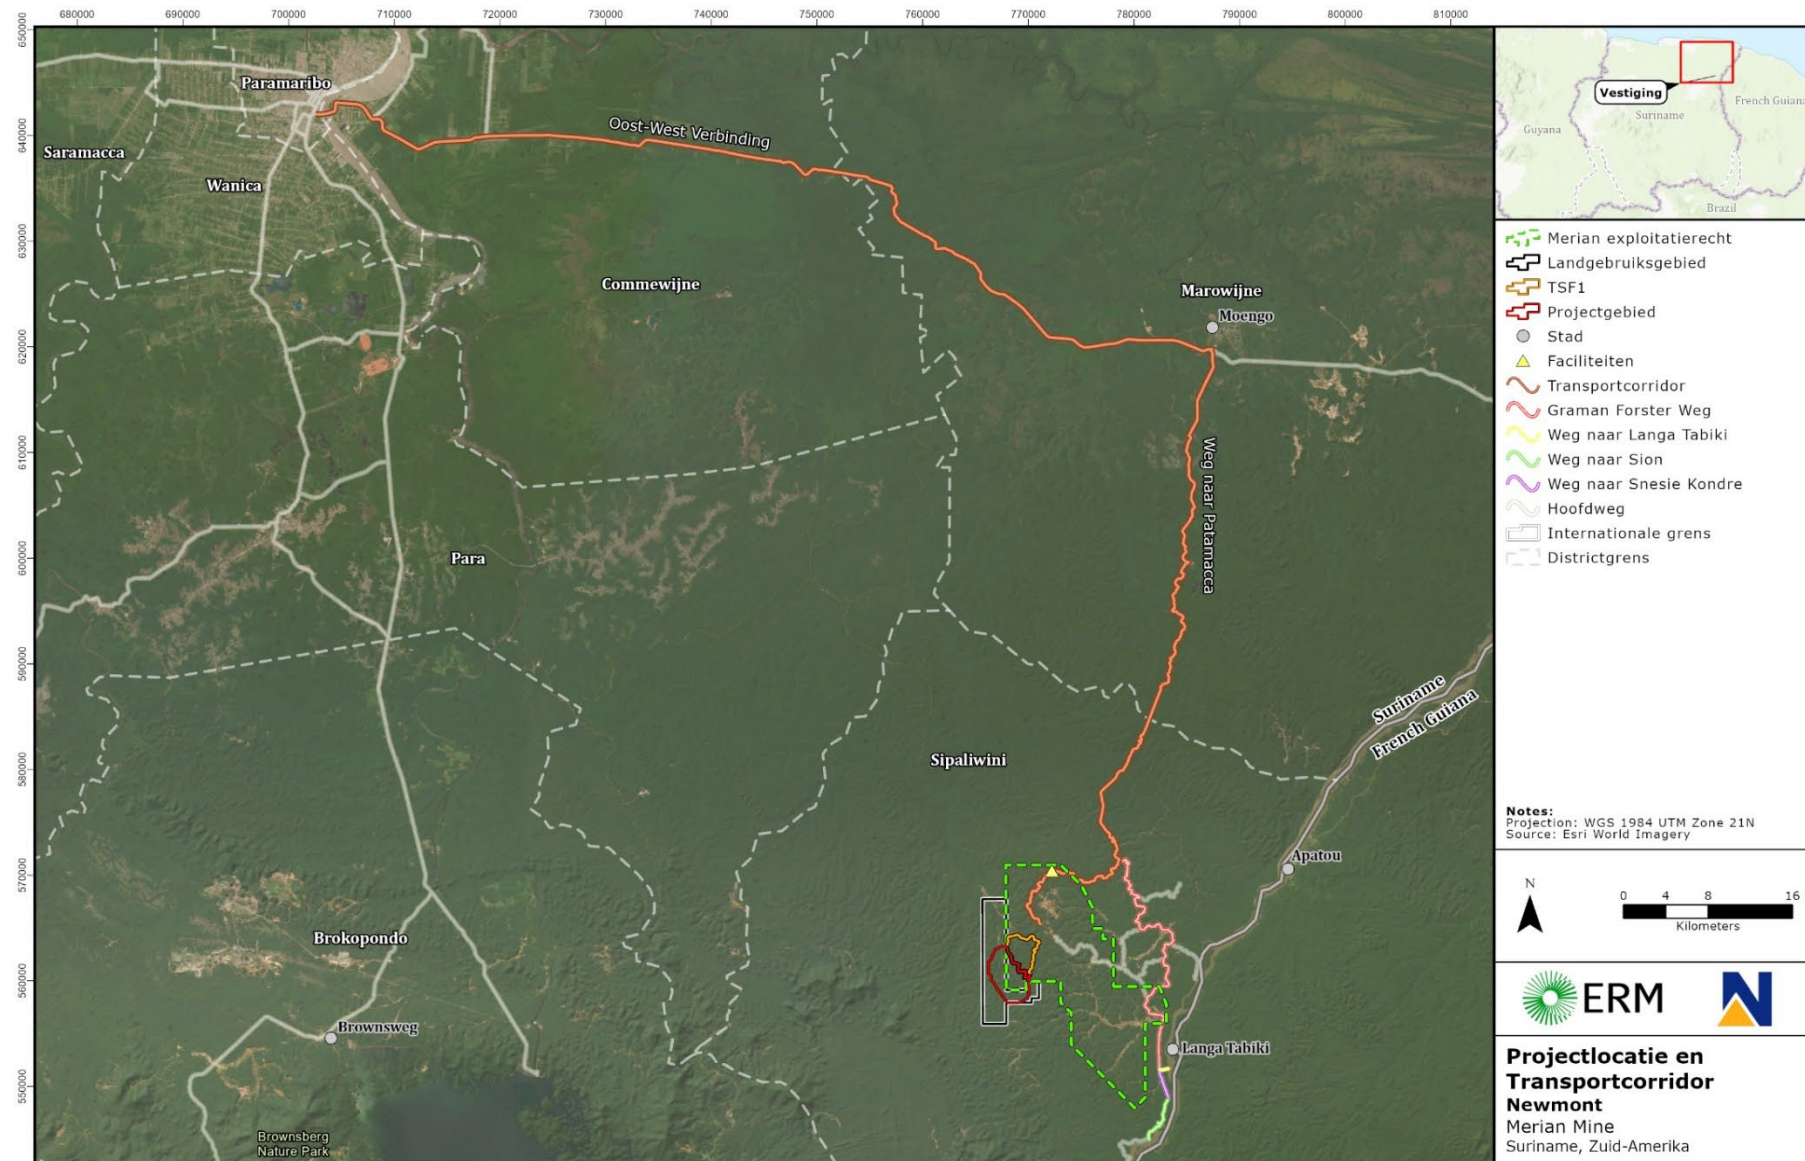 680000 690000 700000 710000 720000 730000 740000 750000 760000 770000 780000 790000 800000 810000
650000
640000
630000
620000
610000
600000
590000
580000
570000
560000
550000
Paramaribo
Oost-West Verbinding
Saramacca
Wanica
Commewijne
Marowijne
Moengo
Weg naar Patamacca
Para
Suriname
French Guiana
Sipaliwini
Apatou
Brokopondo
Brownsweg
Langa Tabiki
Brownsberg
Nature Park
Vestiging
Guyana
Suriname
French Guiana
Brazil
Merian exploitatierecht
Landgebruiksgebied
TSF1
Projectgebied
Stad
Faciliteiten
Transportcorridor
Graman Forster Weg
Weg naar Langa Tabiki
Weg naar Sion
Weg naar Snesie Kondre
Hoofdweg
Internationale grens
Districtgrens
Notes:
Projection: WGS 1984 UTM Zone 21N
Source: Esri World Imagery
N
0 4 8 16
Kilometers
ERM
N
Projectlocatie en
Transportcorridor
Newmont
Merian Mine
Suriname, Zuid-Amerika